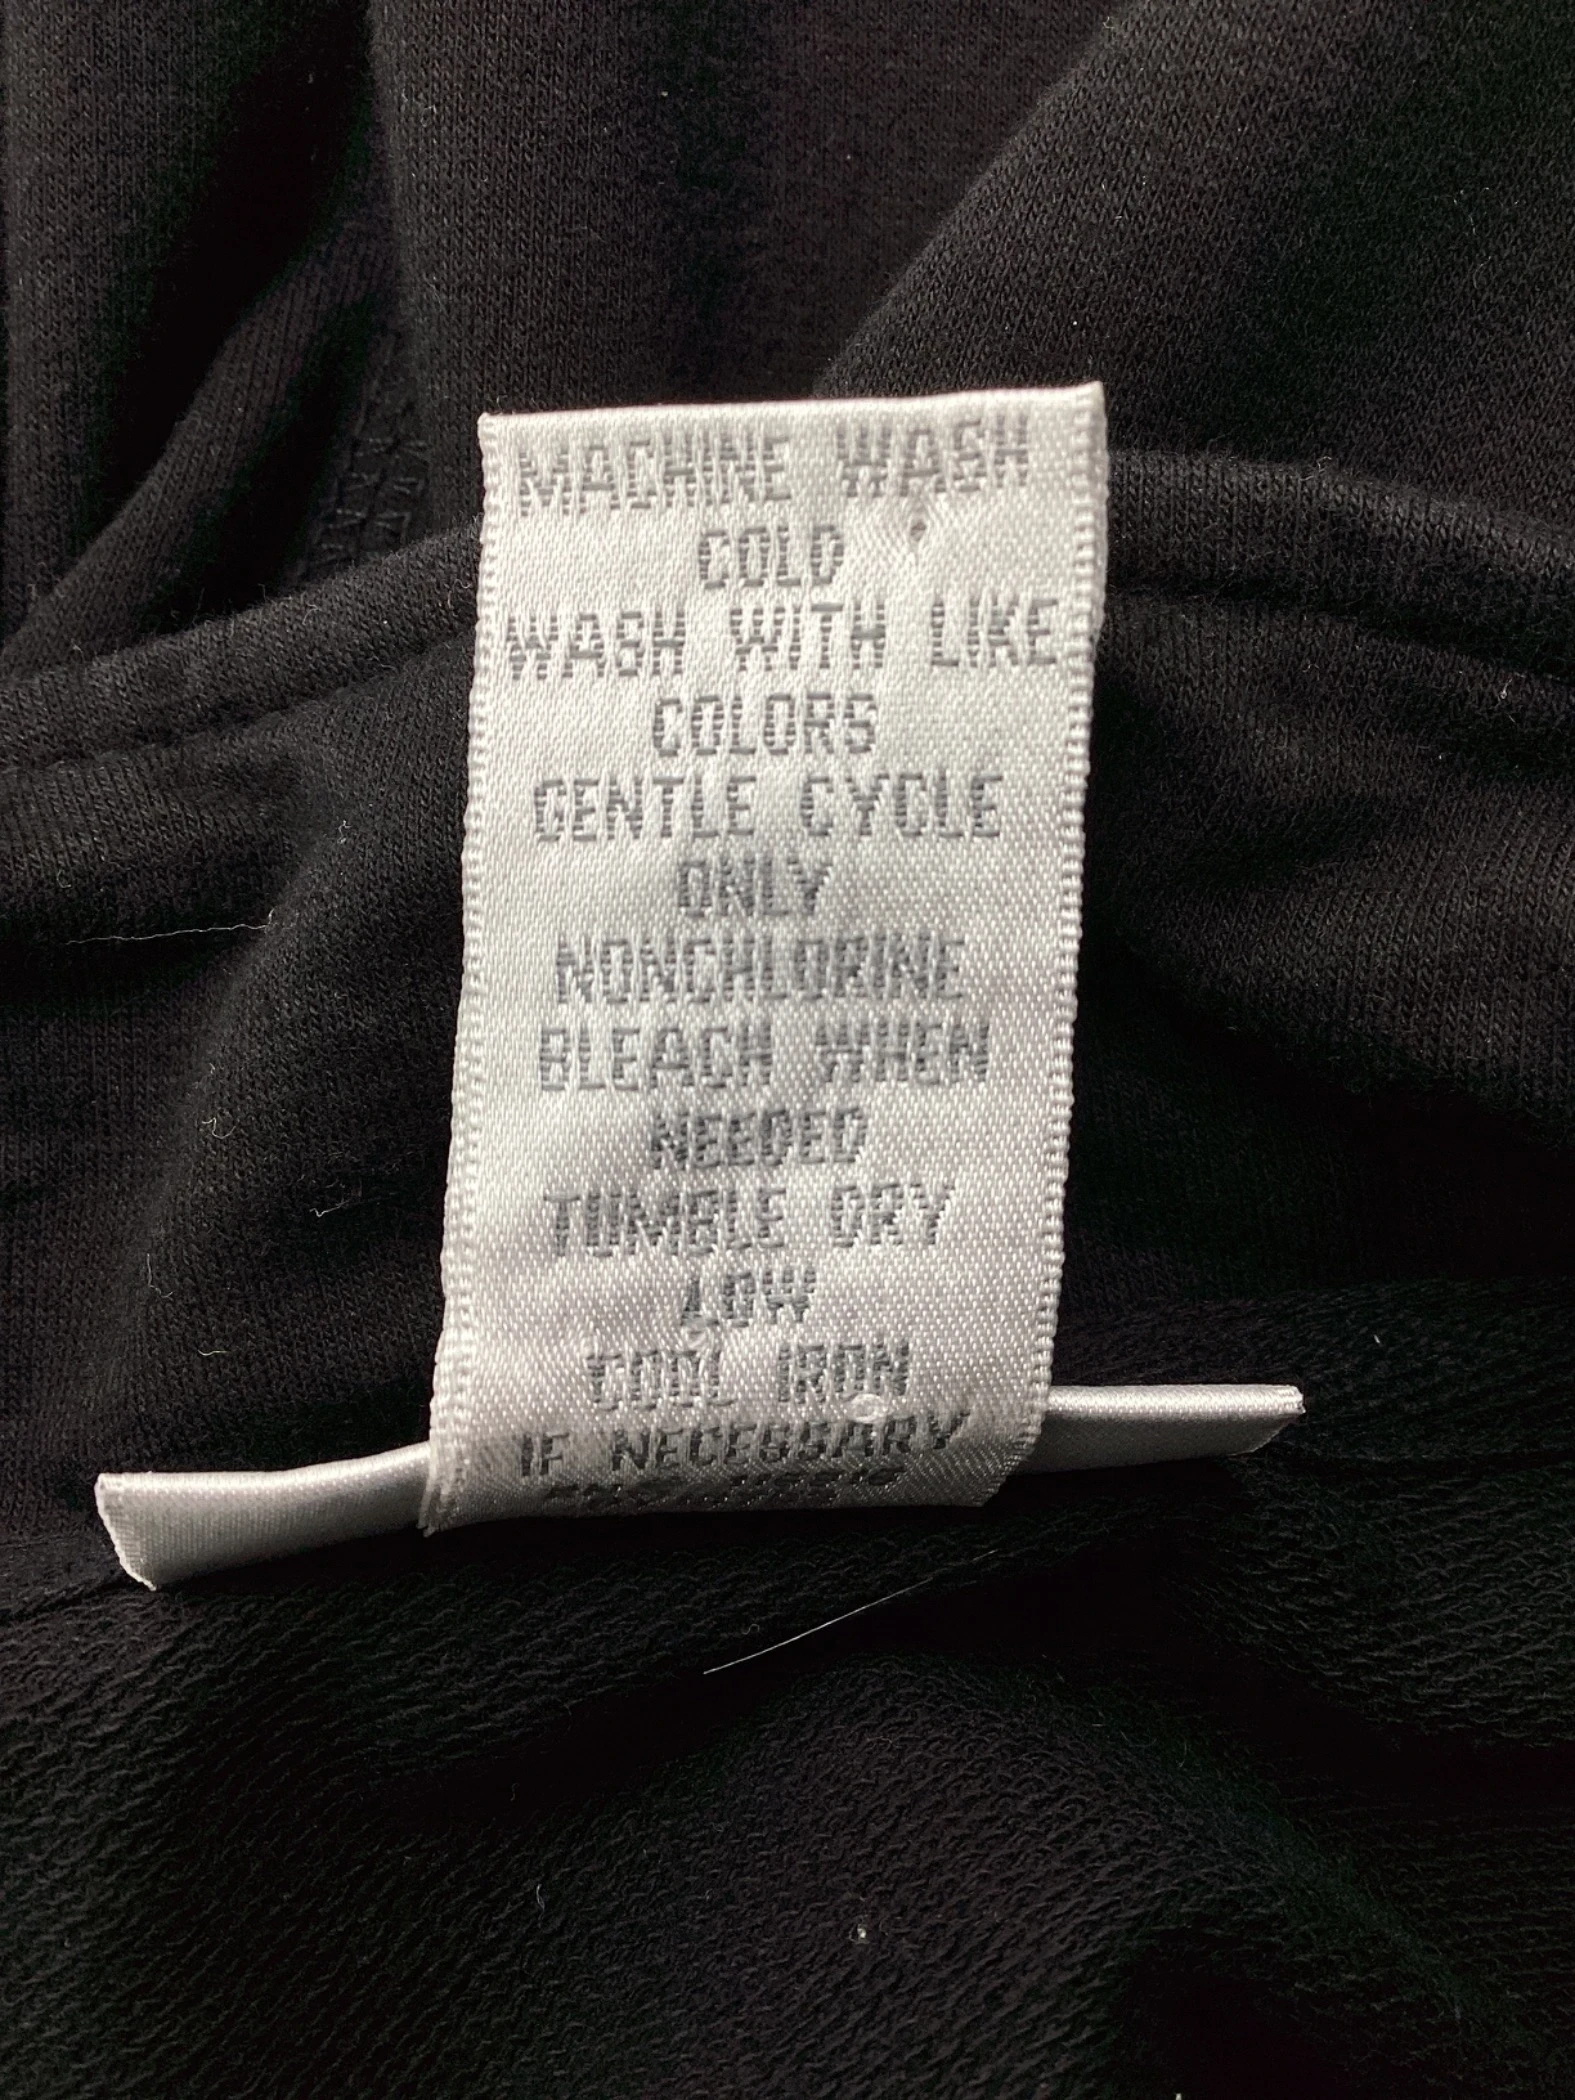 MACHINE WASH
COLD
WASH WITH LIKE
COLORS
GENTLE CYCLE
ONLY
NONCHLORINE
BLEACH WHEN
NEEDED
TUMBLE DRY
LOW
COOL IRON
IF NECESSARY